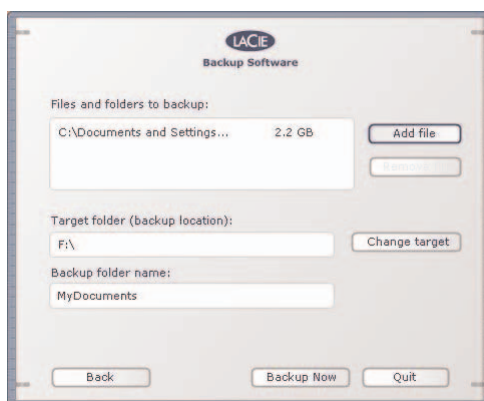 LACIE
Backup Software
Files and folders to backup:
C:\Documents and Settings... 2.2 GB
Add file
Remove
Target folder (backup location):
F:\
Change target
Backup folder name:
MyDocuments
Back
Backup Now
Quit